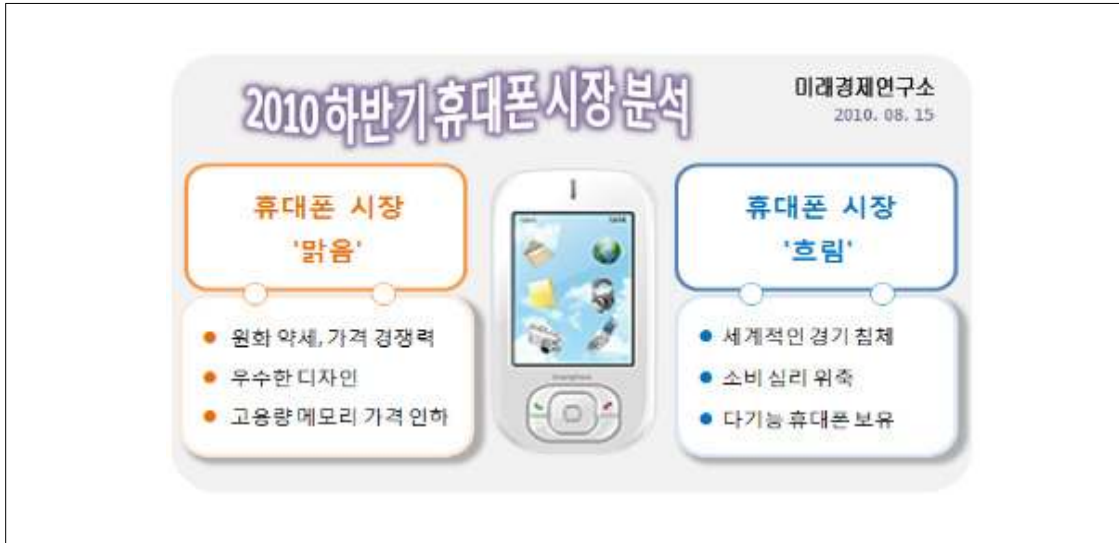 2010 하반기 휴대폰 시장 분석
미래경제연구소
2010. 08. 15
휴대폰 시장
'맑음'
원화 약세, 가격 경쟁력
우수한 디자인
고용량 메모리 가격 인하
휴대폰 시장
'흐림'
세계적인 경기 침체
소비 심리 위축
다기능 휴대폰 보유